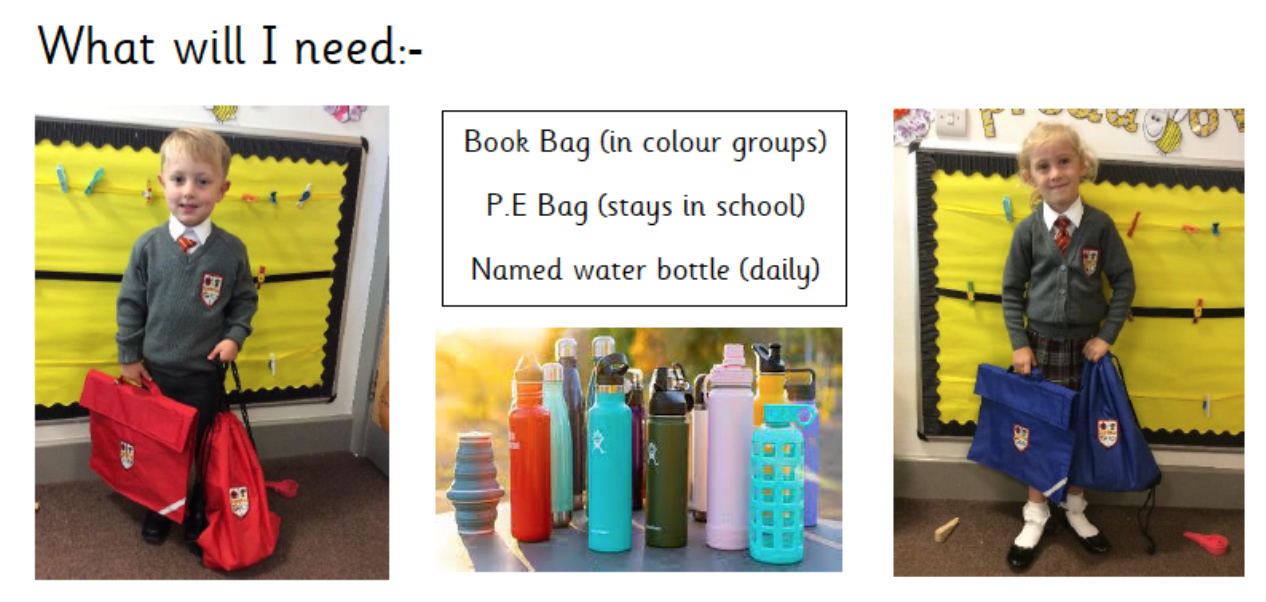 What will I need:-
Book Bag (in colour groups)
P.E Bag (stays in school)
Named water bottle (daily)